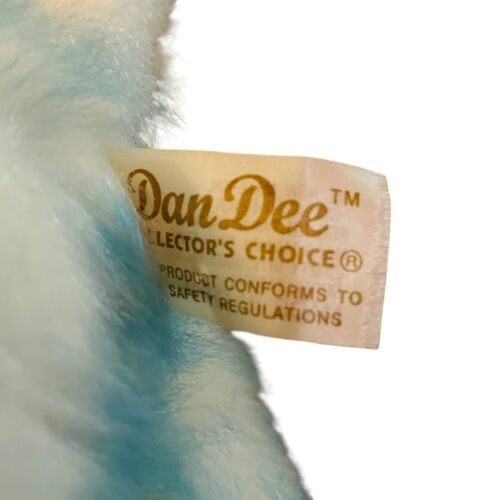 Dan Dee™
LECTOR'S CHOICE®
PRODUCT CONFORMS TO
SAFETY REGULATIONS